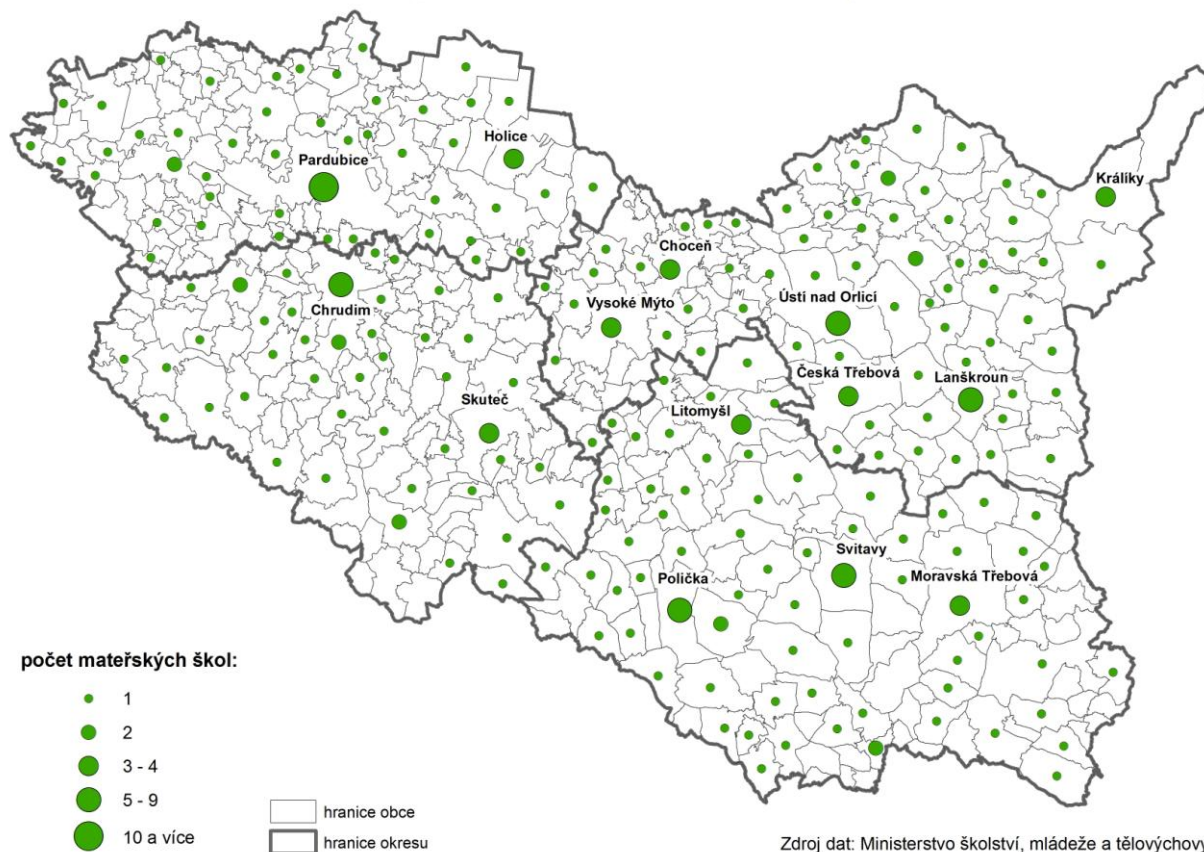 Holice
Pardubice
Králíky
Choceň
Ústí nad Orlicí
Chrudim
Vysoké Mýto
Česká Třebová
Lanškroun
Skuteč
Litomyšl
Svitavy
Moravská Třebová
Polička
počet mateřských škol:
1
2
3 - 4
5 - 9
10 a více
hranice obce
hranice okresu
Zdroj dat: Ministerstvo školství, mládeže a tělovýchovy